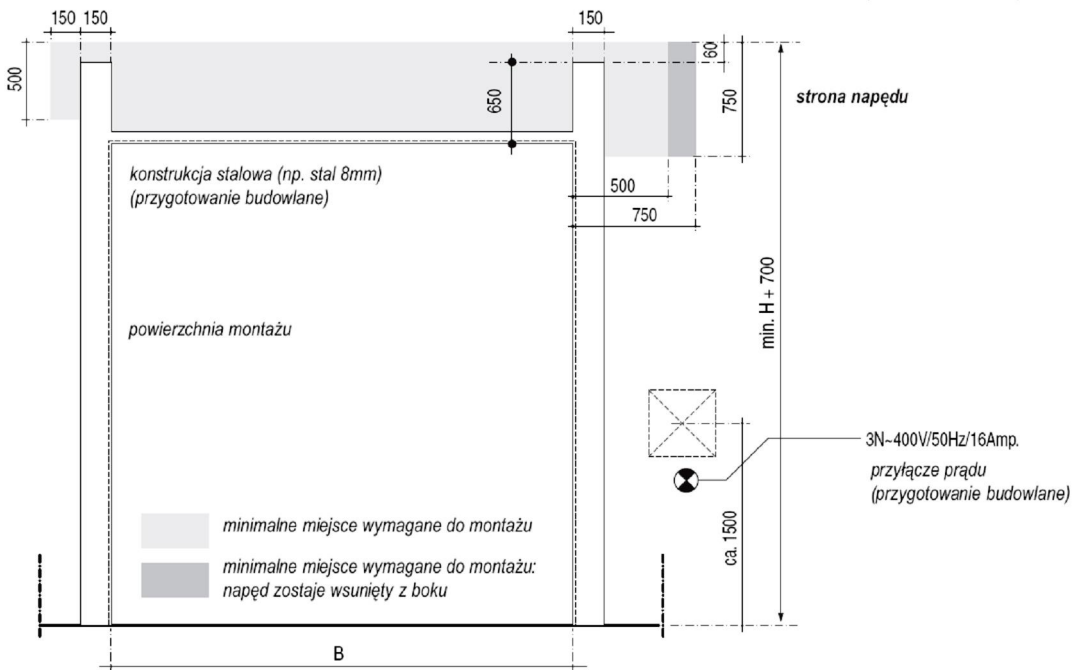 150 150
150
500
650
60
750
strona napędu
konstrukcja stalowa (np. stal 8mm)
(przygotowanie budowlane)
500
750
min. H + 700
powierzchnia montażu
3N~400V/50Hz/16Amp.
przyłącze prądu
(przygotowanie budowlane)
ca. 1500
minimalne miejsce wymagane do montażu
minimalne miejsce wymagane do montażu:
napęd zostaje wsunięty z boku
B